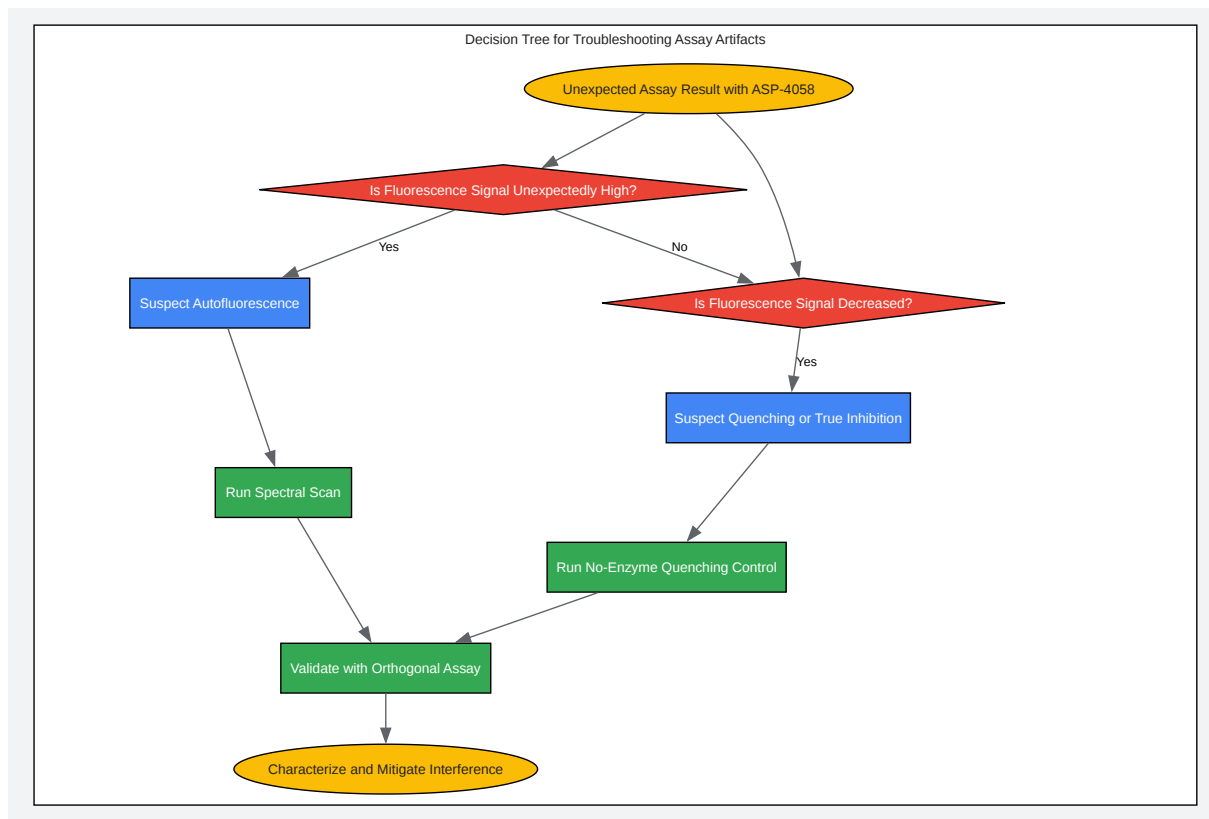 Decision Tree for Troubleshooting Assay Artifacts
Unexpected Assay Result with ASP-4058
Is Fluorescence Signal Unexpectedly High?
Yes
No
Suspect Autofluorescence
Is Fluorescence Signal Decreased?
Yes
Suspect Quenching or True Inhibition
Run Spectral Scan
Run No-Enzyme Quenching Control
Validate with Orthogonal Assay
Characterize and Mitigate Interference